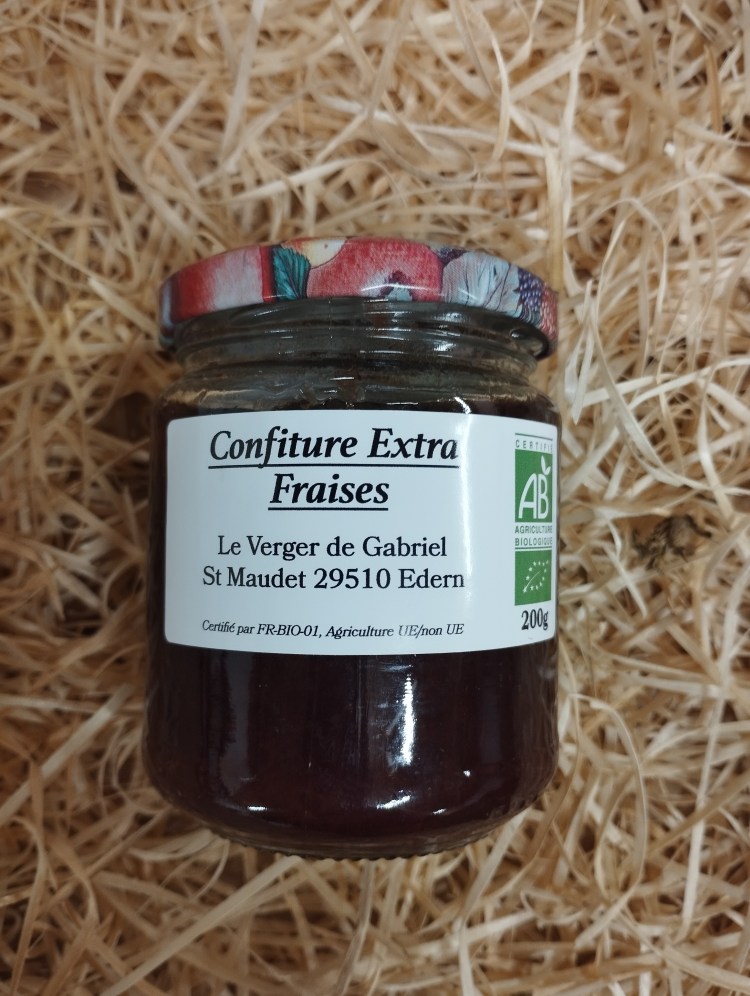 Confiture Extra
Fraises
Le Verger de Gabriel
St Maudet 29510 Edern
Certifié par FR-BIO-01, Agriculture UE/non UE
CERTIFIÉ
AB
AGRICULTURE
BIOLOGIQUE
200g